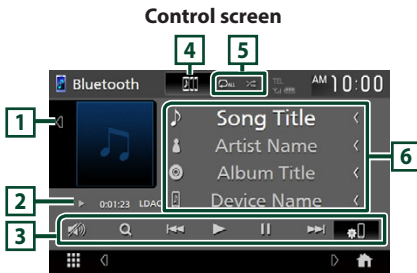 Control screen
4
5
Bluetooth
ALL
TEL
AM 10:00
1
Song Title
Artist Name
6
Album Title
2
0:01:23 LDAC
Device Name
3